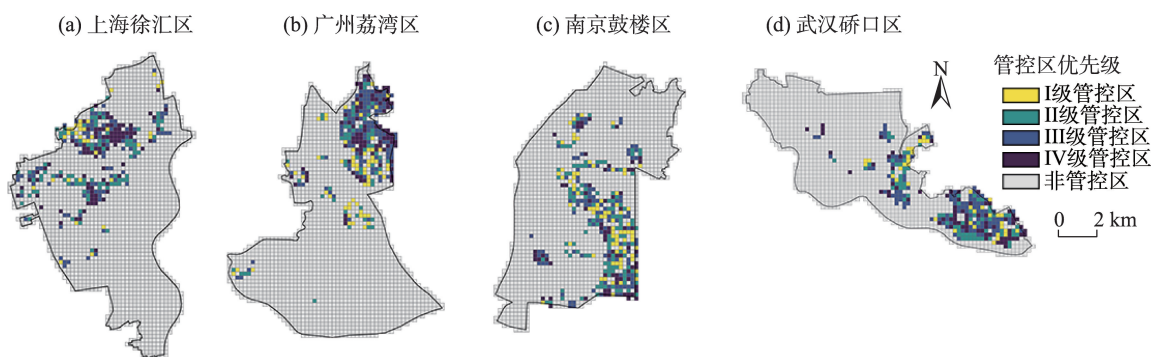 (a) 上海徐汇区
(b) 广州荔湾区
(c) 南京鼓楼区
(d) 武汉硚口区
N
管控区优先级
I级管控区
II级管控区
III级管控区
IV级管控区
非管控区
0 2 km